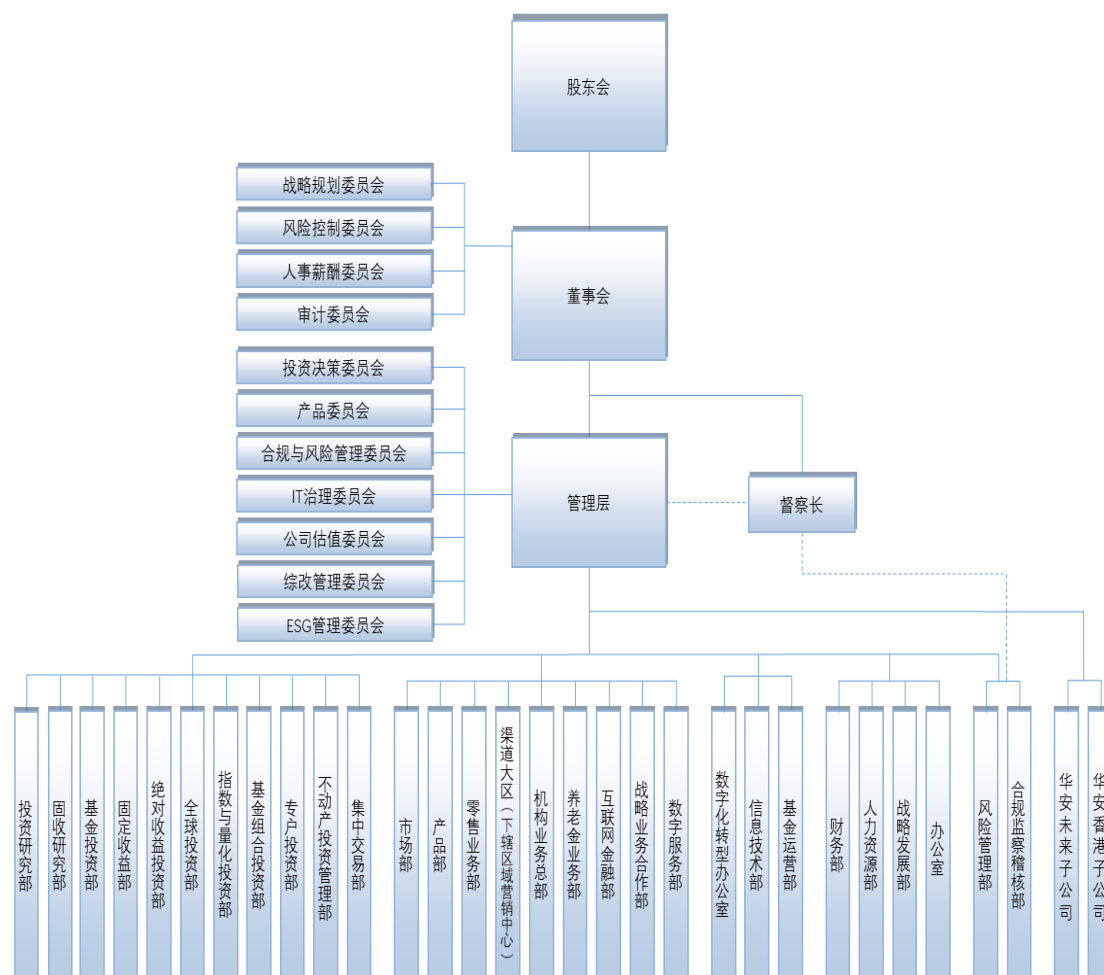 股东会
战略规划委员会
风险控制委员会
人事薪酬委员会
审计委员会
董事会
投资决策委员会
产品委员会
合规与风险管理委员会
IT治理委员会
公司估值委员会
综改管理委员会
ESG管理委员会
管理层
督察长
投资研究部
固收研究部
基金投资部
固定收益部
绝对收益投资部
全球投资部
指数与量化投资部
基金组合投资部
专户投资部
不动产投资管理部
集中交易部
市场部
产品部
零售业务部
渠道大区（下辖区域营销中心）
机构业务总部
养老金业务部
互联网金融部
战略业务合作部
数字服务部
数字化转型办公室
信息技术部
基金运营部
财务部
人力资源部
战略发展部
办公室
风险管理部
合规监察稽核部
华安未来子公司
华安香港子公司